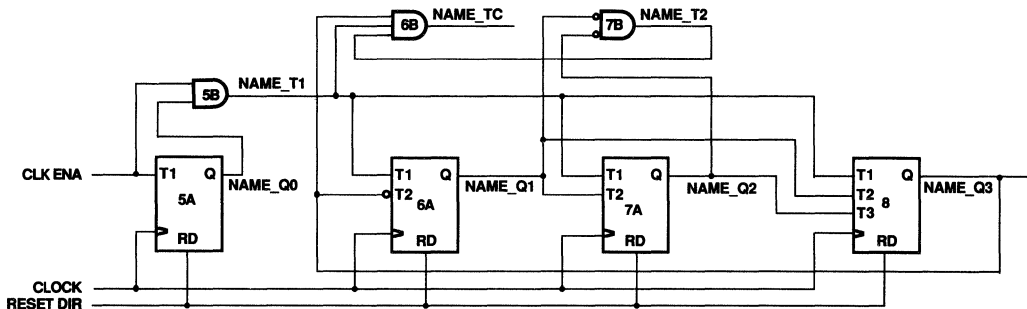 6B
NAME_TC
7B
NAME_T2
5B
NAME_T1
CLK ENA
T1
Q
5A
RD
NAME_Q0
T1
Q
T2
6A
RD
NAME_Q1
T1
Q
T2
7A
RD
NAME_Q2
T1
Q
T2
8
T3
RD
NAME_Q3
CLOCK
RESET DIR